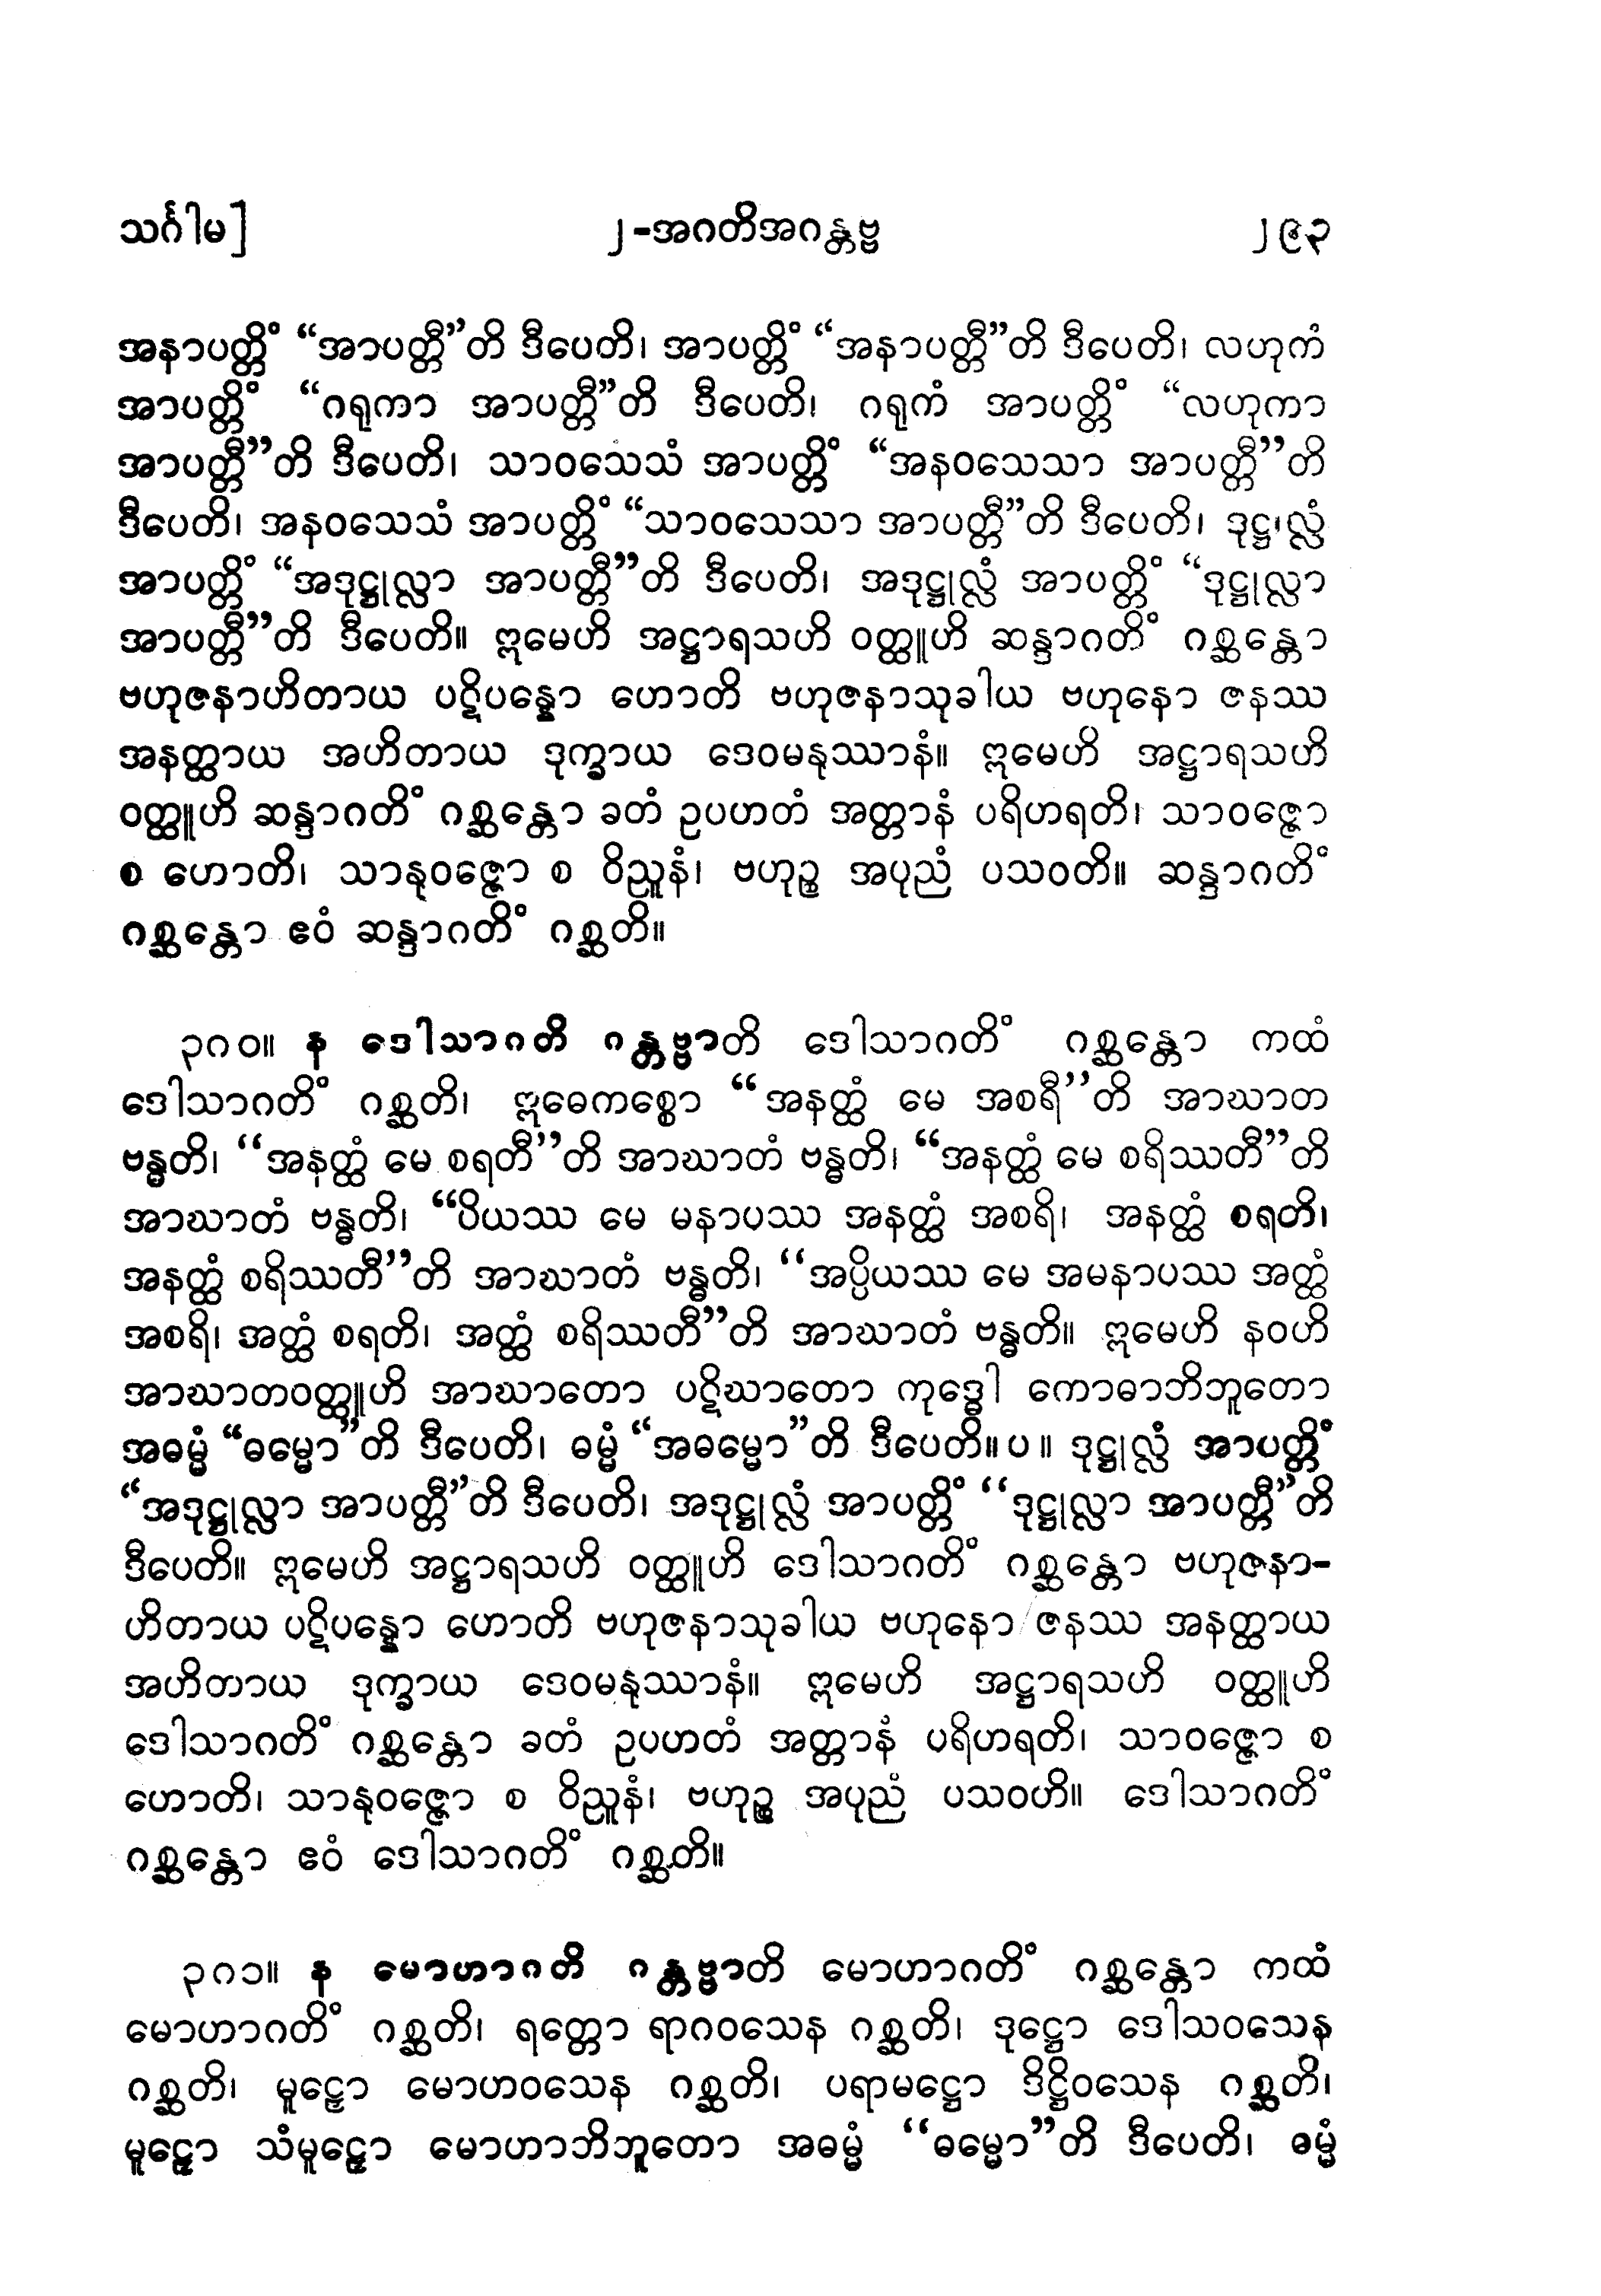 သင်္ဂါမ]	၂-အဂတိအဂန္တဗ္ဗ	၂၉၃
အနာပတ္တိံ “အာပတ္တီ”တိ ဒီပေတိ၊ အာပတ္တိံ “အနာပတ္တီ”တိ ဒီပေတိ၊ လဟုကံ
အာပတ္တိံ “ဂရုကာ အာပတ္တီ”တိ ဒီပေတိ၊ ဂရုကံ အာပတ္တိံ “လဟုကာ
အာပတ္တီ”တိ ဒီပေတိ၊ သာဝသေသံ အာပတ္တိံ “အနဝသေသာ အာပတ္တီ”တိ
ဒီပေတိ၊ အနဝသေသံ အာပတ္တိံ “သာဝသေသာ အာပတ္တီ”တိ ဒီပေတိ၊ ဒုဋ္ဌုလ္လံ
အာပတ္တိံ “အဒုဋ္ဌုလ္လာ အာပတ္တီ”တိ ဒီပေတိ၊ အဒုဋ္ဌုလ္လံ အာပတ္တိံ “ဒုဋ္ဌုလ္လာ
အာပတ္တီ”တိ ဒီပေတိ။ ဣမေဟိ အဋ္ဌာရသဟိ ဝတ္ထူဟိ ဆန္ဒာဂတိံ ဂစ္ဆန္တော
ဗဟုဇနာဟိတာယ ပဋိပန္နော ဟောတိ ဗဟုဇနာသုခါယ ဗဟုနော ဇနဿ
အနတ္ထာယ အဟိတာယ ဒုက္ခာယ ဒေဝမနုဿာနံ။ ဣမေဟိ အဋ္ဌာရသဟိ
ဝတ္ထူဟိ ဆန္ဒာဂတိံ ဂစ္ဆန္တော ခတံ ဥပဟတံ အတ္တာနံ ပရိဟရတိ၊ သာဝဇ္ဇော
စ ဟောတိ၊ သာနုဝဇ္ဇော စ ဝိညူနံ၊ ဗဟုဉ္စ အပုညံ ပသဝတိ။ ဆန္ဒာဂတိံ
ဂစ္ဆန္တော ဧဝံ ဆန္ဒာဂတိံ ဂစ္ဆတိ။
၃၈၀။ န ဒေါသာဂတိ ဂန္တဗ္ဗာတိ ဒေါသာဂတိံ ဂစ္ဆန္တော ကထံ
ဒေါသာဂတိံ ဂစ္ဆတိ၊ ဣဓေကစ္စော “အနတ္ထံ မေ အစရီ”တိ အာဃာတ
ဗန္ဓတိ၊ “အနတ္ထံ မေ စရတီ”တိ အာဃာတံ ဗန္ဓတိ၊ “အနတ္ထံ မေ စရိဿတီ”တိ
အာဃာတံ ဗန္ဓတိ၊ “ပိယဿ မေ မနာပဿ အနတ္ထံ အစရိ၊ အနတ္ထံ စရတိ၊
အနတ္ထံ စရိဿတီ”တိ အာဃာတံ ဗန္ဓတိ၊ “အပ္ပိယဿ မေ အမနာပဿ အတ္ထံ
အစရိ၊ အတ္ထံ စရတိ၊ အတ္ထံ စရိဿတီ”တိ အာဃာတံ ဗန္ဓတိ။ ဣမေဟိ နဝဟိ
အာဃာတဝတ္ထူဟိ အာဃာတော ပဋိဃာတော ကုဒ္ဓေါ ကောဓာဘိဘူတော
အဓမ္မံ “ဓမ္မော”တိ ဒီပေတိ၊ ဓမ္မံ “အဓမ္မော”တိ ဒီပေတိ။ပ။ ဒုဋ္ဌုလ္လံ အာပတ္တိံ
“အဒုဋ္ဌုလ္လာ အာပတ္တီ”တိ ဒီပေတိ၊ အဒုဋ္ဌုလ္လံ အာပတ္တိံ “ဒုဋ္ဌုလ္လာ အာပတ္တီ”တိ
ဒီပေတိ။ ဣမေဟိ အဋ္ဌာရသဟိ ဝတ္ထူဟိ ဒေါသာဂတိံ ဂစ္ဆန္တော ဗဟုဇနာ-
ဟိတာယ ပဋိပန္နော ဟောတိ ဗဟုဇနာသုခါယ ဗဟုနော ဇနဿ အနတ္ထာယ
အဟိတာယ ဒုက္ခာယ ဒေဝမနုဿာနံ။ ဣမေဟိ အဋ္ဌာရသဟိ ဝတ္ထူဟိ
ဒေါသာဂတိံ ဂစ္ဆန္တော ခတံ ဥပဟတံ အတ္တာနံ ပရိဟရတိ၊ သာဝဇ္ဇော စ
ဟောတိ၊ သာနုဝဇ္ဇော စ ဝိညူနံ၊ ဗဟုဉ္စ အပုညံ ပသဝဟိ။ ဒေါသာဂတိံ
ဂစ္ဆန္တော ဧဝံ ဒေါသာဂတိံ ဂစ္ဆတိ။
၃၈၁။ န မောဟာဂတိ ဂန္တဗ္ဗာတိ မောဟာဂတိံ ဂစ္ဆန္တော ကထံ
မောဟာဂတိံ ဂစ္ဆတိ၊ ရတ္တော ရာဂဝသေန ဂစ္ဆတိ၊ ဒုဋ္ဌော ဒေါသဝသေန
ဂစ္ဆတိ၊ မူဠှော မောဟဝသေန ဂစ္ဆတိ၊ ပရာမဋ္ဌော ဒိဋ္ဌိဝသေန ဂစ္ဆတိ၊
မူဠှော သံမူဠှော မောဟာဘိဘူတော အဓမ္မံ “ဓမ္မော”တိ ဒီပေတိ၊ ဓမ္မံ